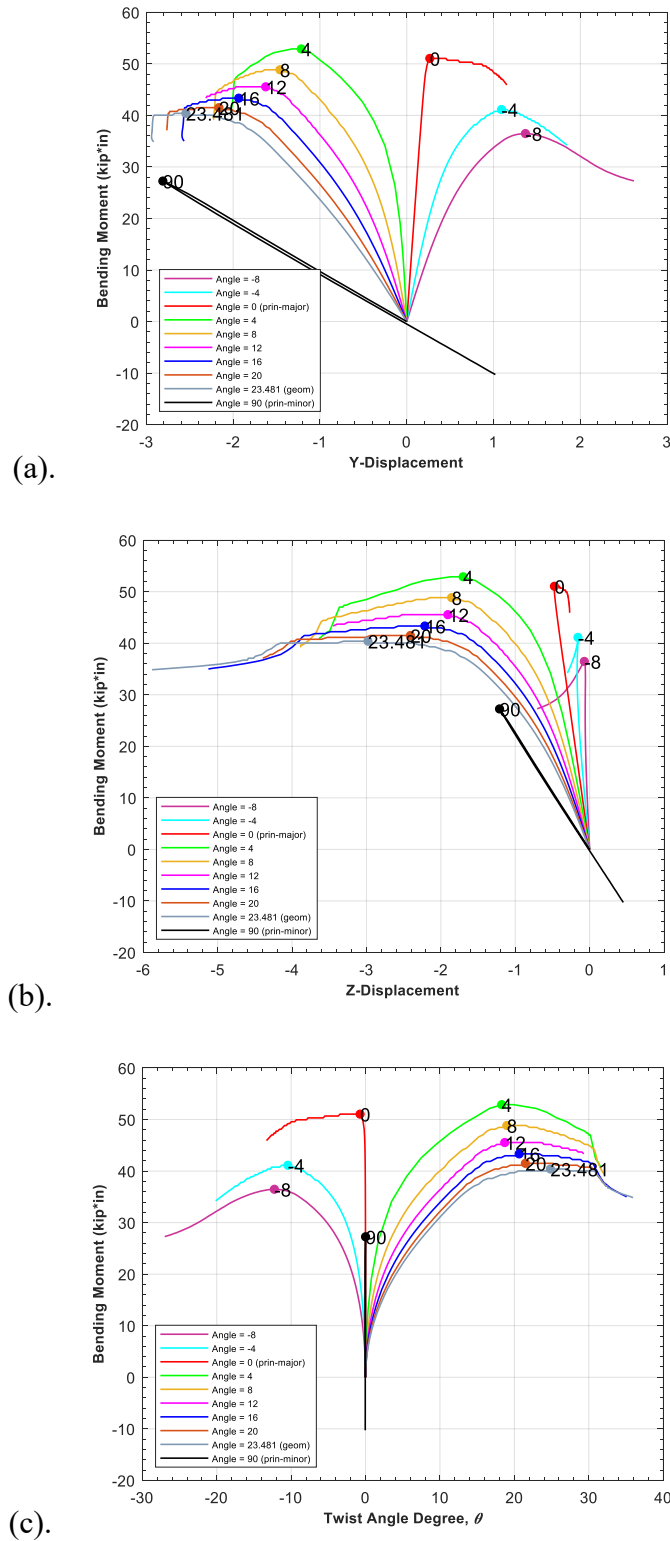 60
50
40
30
20
10
0
-10
-20
Bending Moment (kip*in)
4
0
8
12
16
20
23.481
-4
-8
90
Angle = -8
Angle = -4
Angle = 0 (prin-major)
Angle = 4
Angle = 8
Angle = 12
Angle = 16
Angle = 20
Angle = 23.481 (geom)
Angle = 90 (prin-minor)
-3 -2 -1 0 1 2 3
Y-Displacement
(a).
60
50
40
30
20
10
0
-10
-20
Bending Moment (kip*in)
4
0
8
12
16
20
23.481
-4
-8
90
Angle = -8
Angle = -4
Angle = 0 (prin-major)
Angle = 4
Angle = 8
Angle = 12
Angle = 16
Angle = 20
Angle = 23.481 (geom)
Angle = 90 (prin-minor)
-6 -5 -4 -3 -2 -1 0 1
Z-Displacement
(b).
60
50
40
30
20
10
0
-10
-20
Bending Moment (kip*in)
4
0
8
12
16
20
23.481
-4
-8
90
Angle = -8
Angle = -4
Angle = 0 (prin-major)
Angle = 4
Angle = 8
Angle = 12
Angle = 16
Angle = 20
Angle = 23.481 (geom)
Angle = 90 (prin-minor)
-30 -20 -10 0 10 20 30 40
Twist Angle Degree, θ
(c).